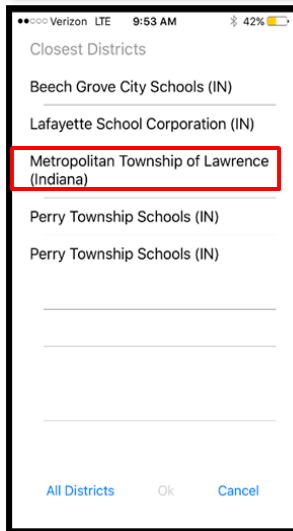 Verizon LTE 9:53 AM 42%
Closest Districts
Beech Grove City Schools (IN)
Lafayette School Corporation (IN)
Metropolitan Township of Lawrence
(Indiana)
Perry Township Schools (IN)
Perry Township Schools (IN)
All Districts Ok Cancel